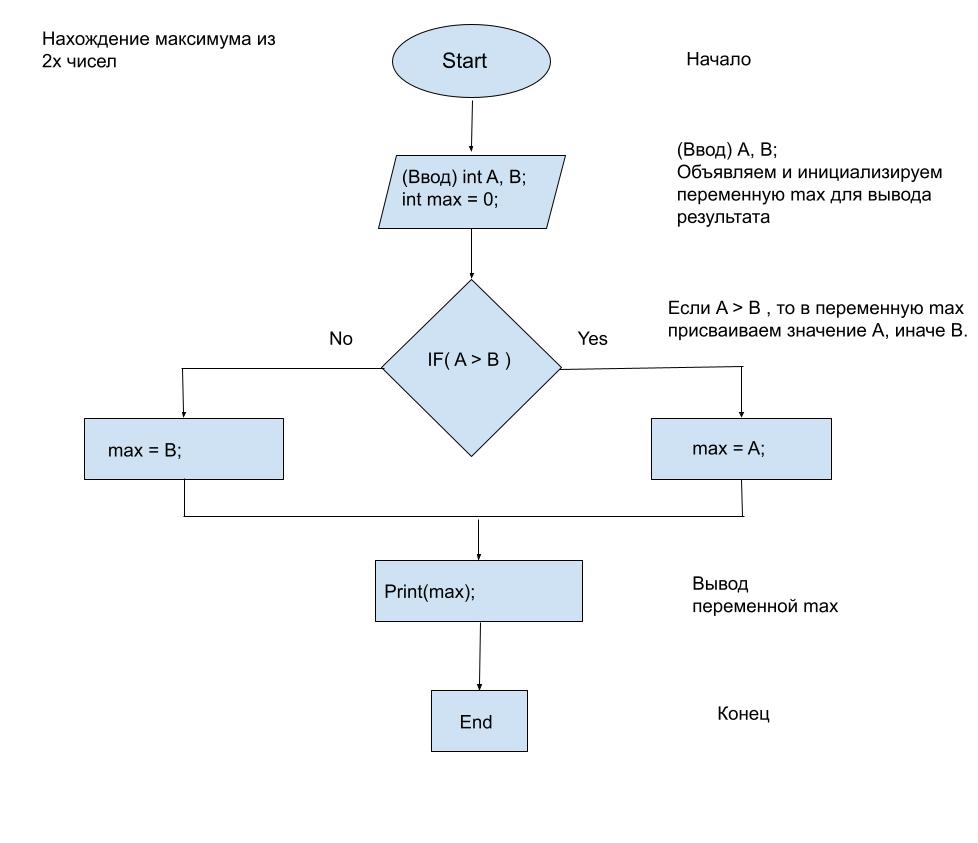 Нахождение максимума из
2х чисел
Start
Начало
(Ввод) int A, B;
int max = 0;
(Ввод) A, B;
Объявляем и инициализируем
переменную max для вывода
результата
Если A > B , то в переменную max
присваиваем значение A, иначе B.
No
Yes
IF( A > B )
max = B;
max = A;
Print(max);
Вывод
переменной max
End
Конец